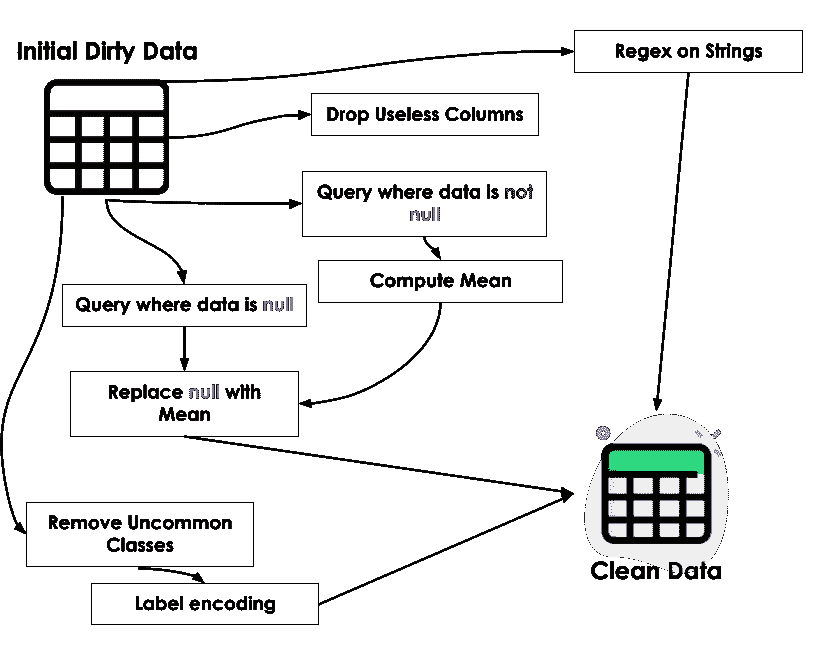 Initial Dirty Data
Regex on Strings
Drop Useless Columns
Query where data is not
null
Compute Mean
Query where data is null
Replace null with
Mean
Remove Uncommon
Classes
Label encoding
Clean Data